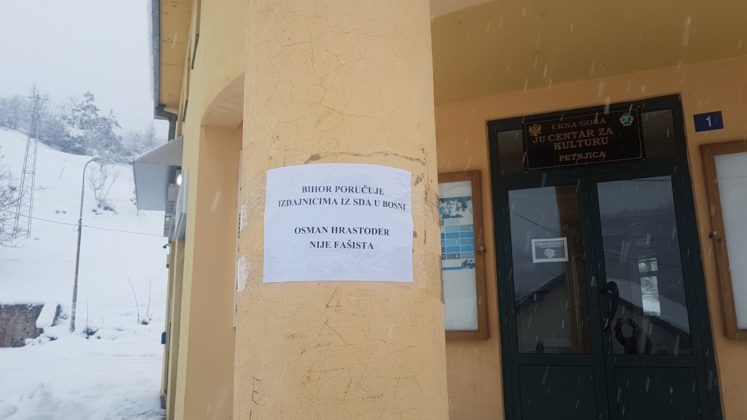 BIHOR PORUČUJE
IZDAJNICIMA IZ SDA U BOSNI
OSMAN HRASTODER
NIJE FAŠISTA
CRNA GORA
JU CENTAR ZA
KULTURU
PETNJICA
1